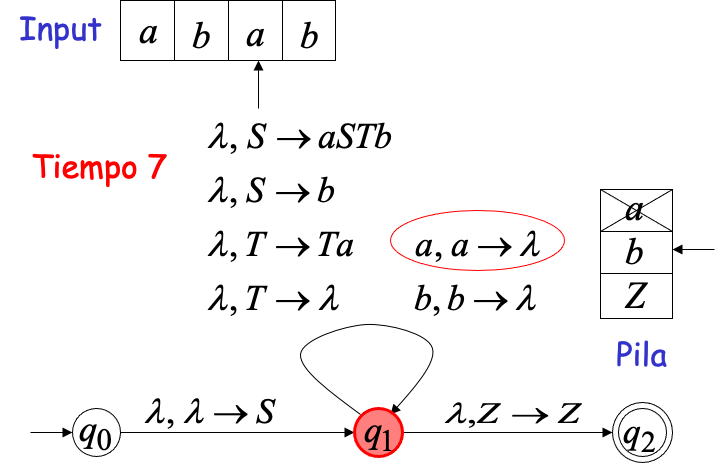 Input a b a b
λ, S → aSTb
Tiempo 7
λ, S → b
a
λ, T → Ta a, a → λ b
λ, T → λ b, b → λ Z
Pila
λ, λ → S λ,Z → Z
q0 q1 q2